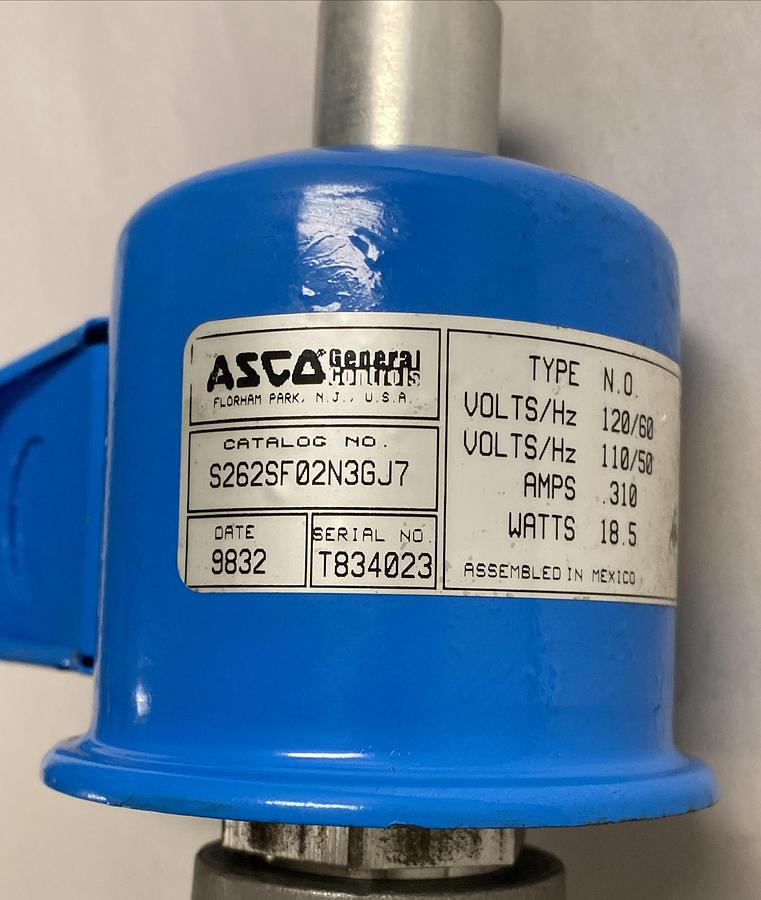 ASCO® General Controls
FLORHAM PARK, N.J., U.S.A.
CATALOG NO.
S262SF02N3GJ7
DATE
9832
SERIAL NO.
T834023
TYPE N.O.
VOLTS/Hz 120/60
VOLTS/Hz 110/50
AMPS .310
WATTS 18.5
ASSEMBLED IN MEXICO